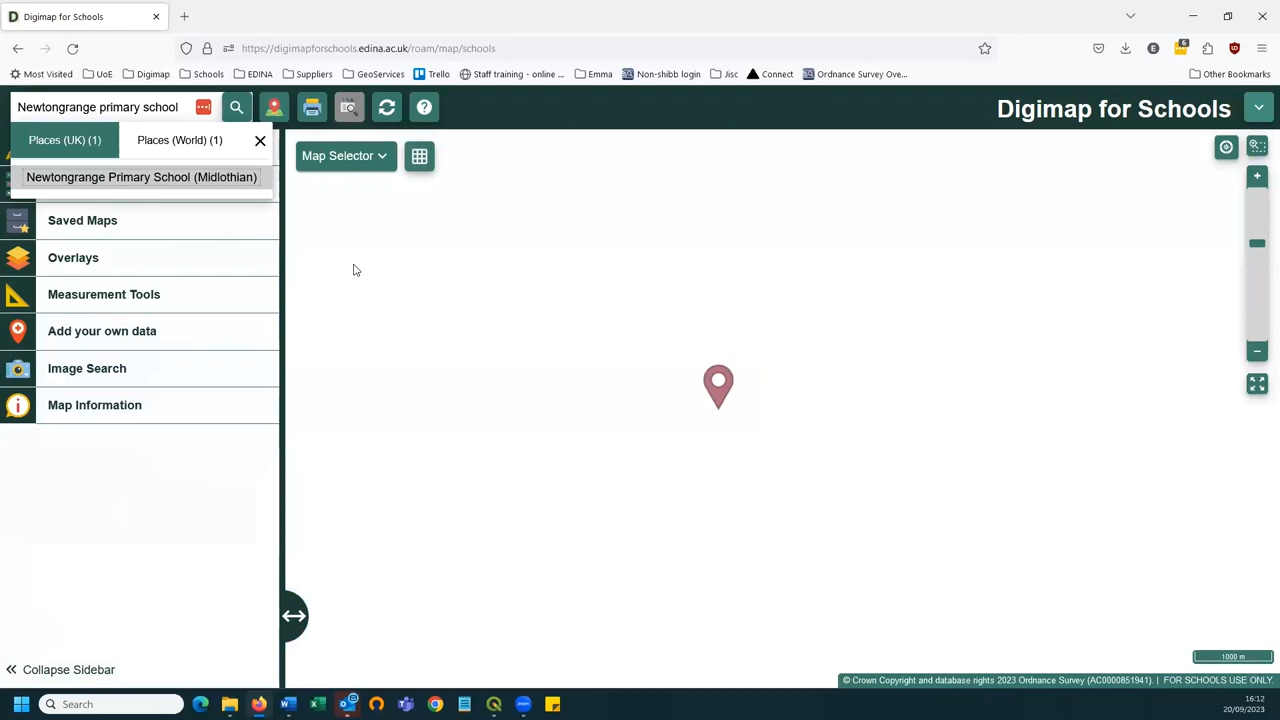 Digimap for Schools
https://digimapforschools.edina.ac.uk/roam/map/schools
6
E
Most Visited
UoE
Digimap
Schools
EDINA
Suppliers
GeoServices
Trello
Staff training - online ...
Emma
Non-shibb login
Jisc
Connect
Ordnance Survey Ove...
Other Bookmarks
Newtongrange primary school
Digimap for Schools
Places (UK) (1)
Places (World) (1)
Newtongrange Primary School (Midlothian)
Map Selector
Saved Maps
Overlays
Measurement Tools
Add your own data
Image Search
Map Information
Collapse Sidebar
1000 m
© Crown Copyright and database rights 2023 Ordnance Survey (AC0000851941). | FOR SCHOOLS USE ONLY.
Search
16:12
20/09/2023